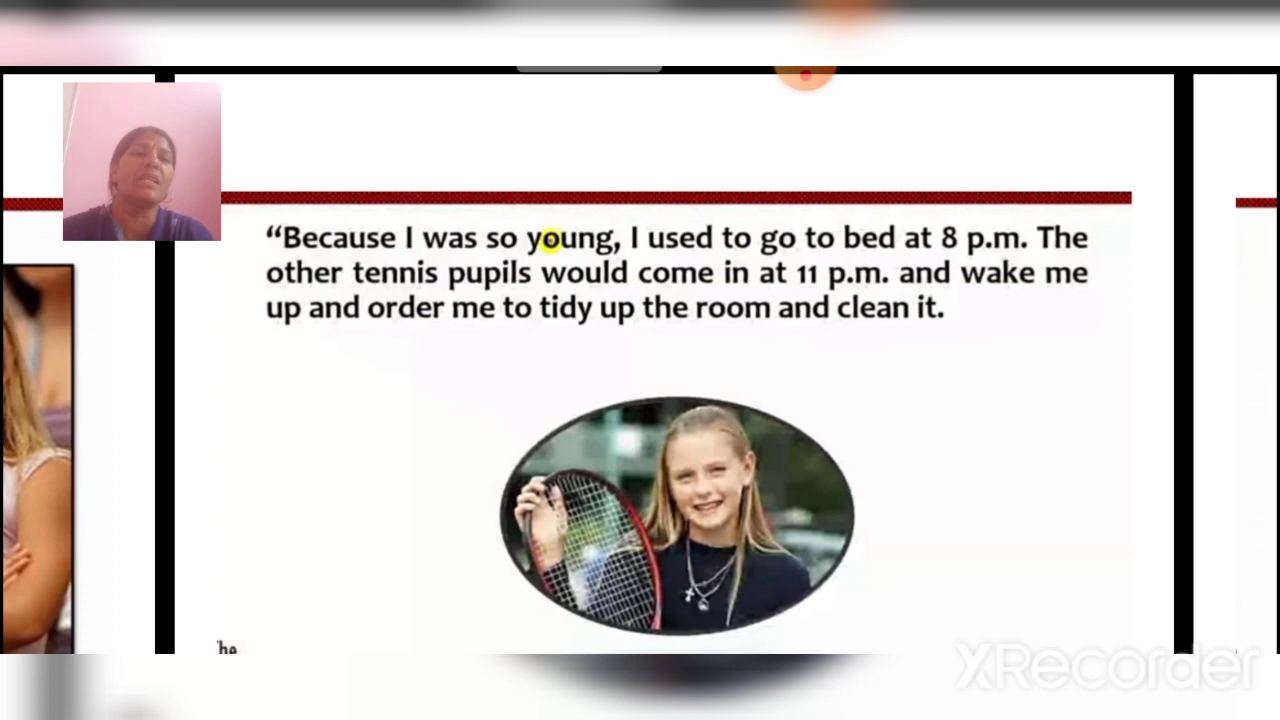 “Because I was so young, I used to go to bed at 8 p.m. The
other tennis pupils would come in at 11 p.m. and wake me
up and order me to tidy up the room and clean it.
he
XRecorder